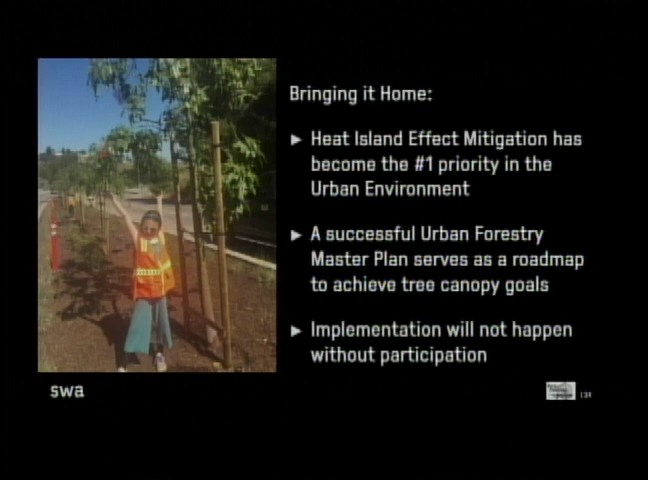 Bringing it Home:
► Heat Island Effect Mitigation has
become the #1 priority in the
Urban Environment
► A successful Urban Forestry
Master Plan serves as a roadmap
to achieve tree canopy goals
► Implementation will not happen
without participation
swa